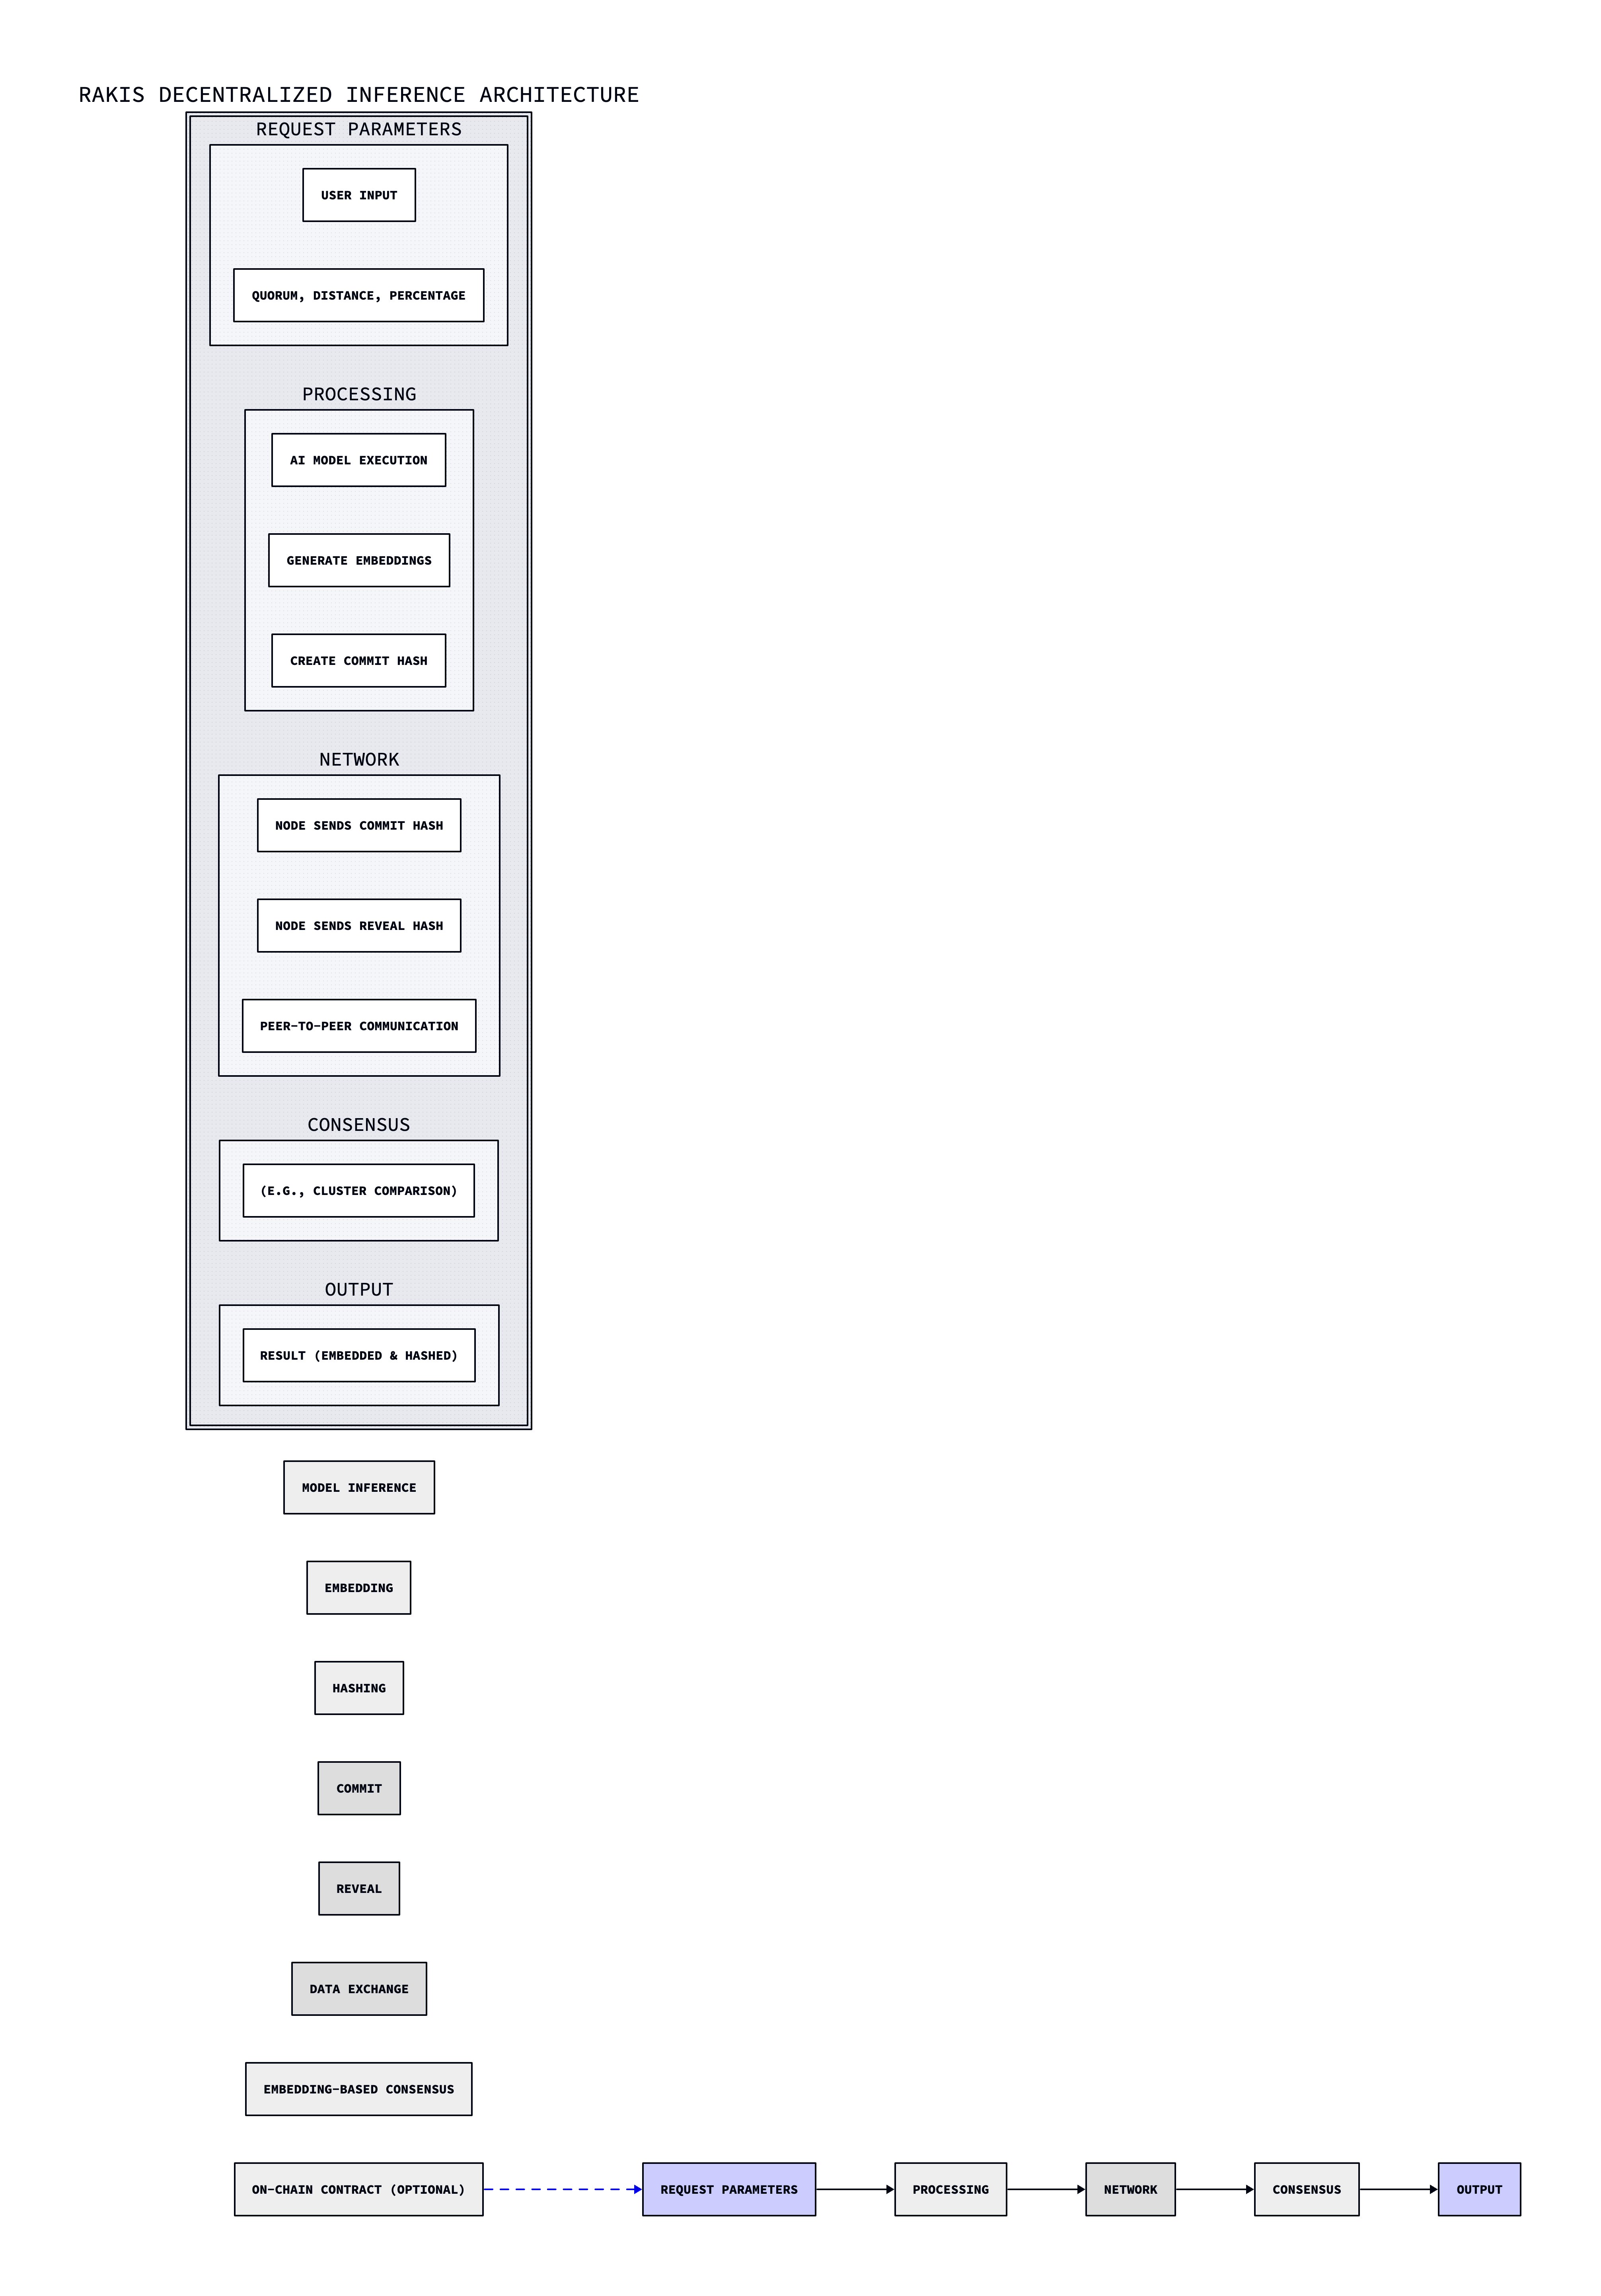 RAKIS DECENTRALIZED INFERENCE ARCHITECTURE
REQUEST PARAMETERS
USER INPUT
QUORUM, DISTANCE, PERCENTAGE
PROCESSING
AI MODEL EXECUTION
GENERATE EMBEDDINGS
CREATE COMMIT HASH
NETWORK
NODE SENDS COMMIT HASH
NODE SENDS REVEAL HASH
PEER-TO-PEER COMMUNICATION
CONSENSUS
(E.G., CLUSTER COMPARISON)
OUTPUT
RESULT (EMBEDDED & HASHED)
MODEL INFERENCE
EMBEDDING
HASHING
COMMIT
REVEAL
DATA EXCHANGE
EMBEDDING-BASED CONSENSUS
ON-CHAIN CONTRACT (OPTIONAL)
REQUEST PARAMETERS
PROCESSING
NETWORK
CONSENSUS
OUTPUT